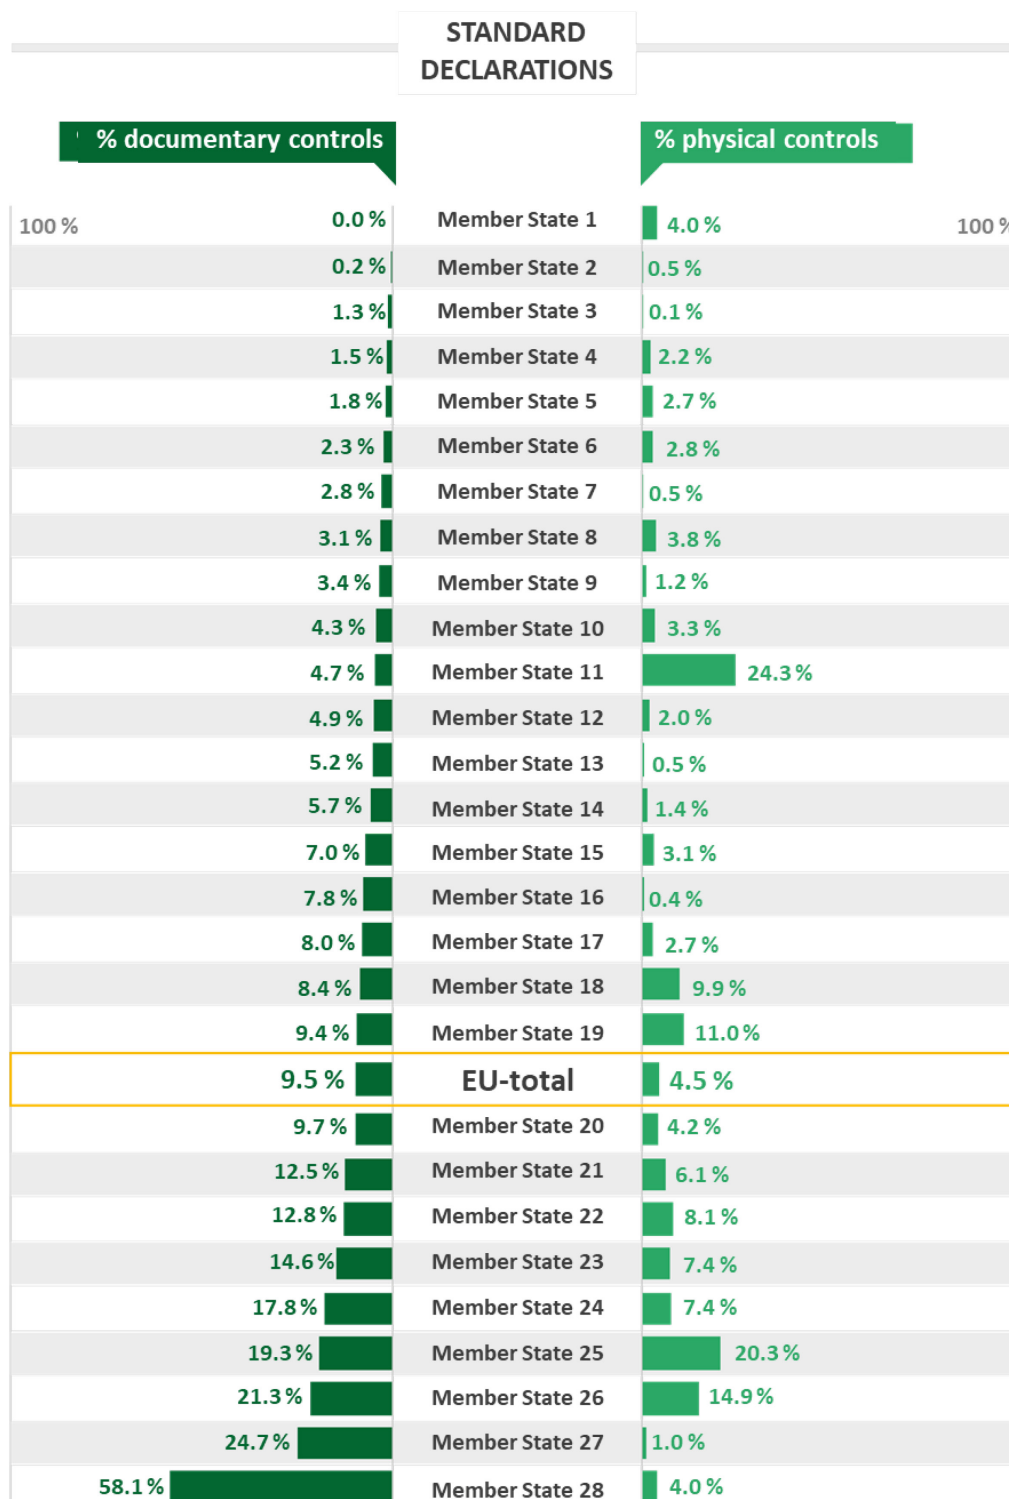 STANDARD
DECLARATIONS
% documentary controls
% physical controls
100 %
100 %
0.0 % Member State 1 4.0 %
0.2 % Member State 2 0.5 %
1.3 % Member State 3 0.1 %
1.5 % Member State 4 2.2 %
1.8 % Member State 5 2.7 %
2.3 % Member State 6 2.8 %
2.8 % Member State 7 0.5 %
3.1 % Member State 8 3.8 %
3.4 % Member State 9 1.2 %
4.3 % Member State 10 3.3 %
4.7 % Member State 11 24.3 %
4.9 % Member State 12 2.0 %
5.2 % Member State 13 0.5 %
5.7 % Member State 14 1.4 %
7.0 % Member State 15 3.1 %
7.8 % Member State 16 0.4 %
8.0 % Member State 17 2.7 %
8.4 % Member State 18 9.9 %
9.4 % Member State 19 11.0 %
9.5 % EU-total 4.5 %
9.7 % Member State 20 4.2 %
12.5 % Member State 21 6.1 %
12.8 % Member State 22 8.1 %
14.6 % Member State 23 7.4 %
17.8 % Member State 24 7.4 %
19.3 % Member State 25 20.3 %
21.3 % Member State 26 14.9 %
24.7 % Member State 27 1.0 %
58.1 % Member State 28 4.0 %